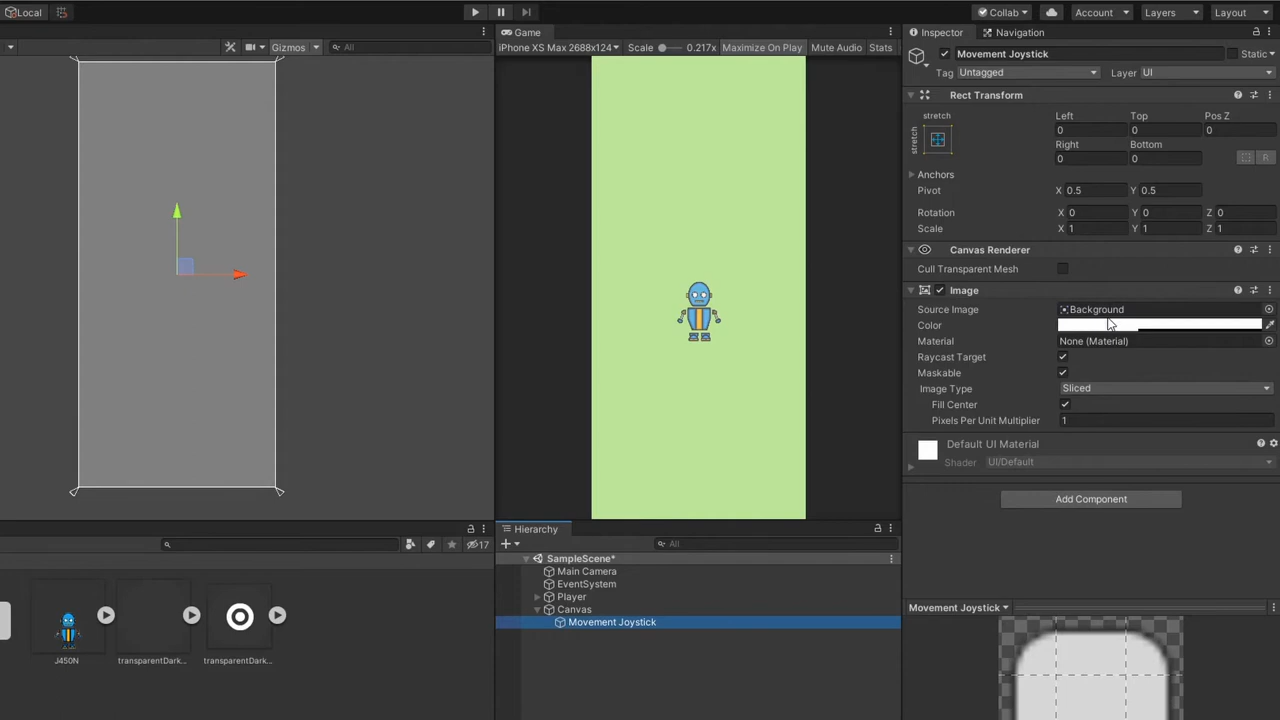 Local
Collab
Account
Layers
Layout
Gizmos
All
Game
iPhone XS Max 2688x124
Scale
0.217x
Maximize On Play
Mute Audio
Stats
Inspector
Navigation
Movement Joystick
Static
Tag
Untagged
Layer
UI
Rect Transform
stretch
stretch
Left
Top
Pos Z
0
0
0
Right
Bottom
0
0
R
Anchors
Pivot
X 0.5
Y 0.5
Rotation
X 0
Y 0
Z 0
Scale
X 1
Y 1
Z 1
Canvas Renderer
Cull Transparent Mesh
Image
Source Image
Background
Color
Material
None (Material)
Raycast Target
Maskable
Image Type
Sliced
Fill Center
Pixels Per Unit Multiplier
1
Default UI Material
Shader
UI/Default
Add Component
Hierarchy
17
All
SampleScene*
Main Camera
EventSystem
Player
Canvas
Movement Joystick
J450N
transparentDark...
transparentDark...
Movement Joystick